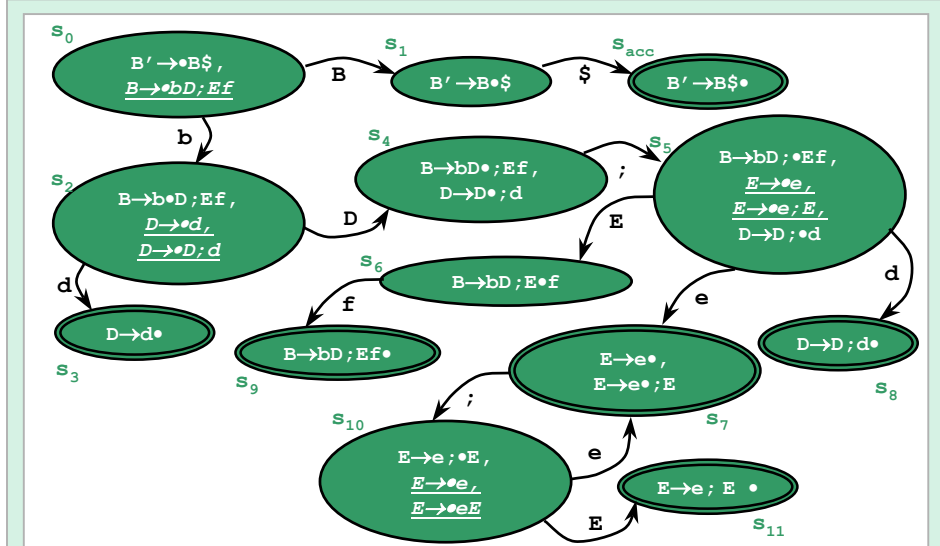 s0
B'→•B$,
B→•bD;Ef
B
s1
B'→B•$
$
sacc
B'→B$•
b
s2
B→b•D;Ef,
D→•d,
D→•D;d
D
s4
B→bD•;Ef,
D→D•;d
;
s5
B→bD;•Ef,
E→•e,
E→•e;E,
D→D;•d
E
s6
B→bD;E•f
d
D→d•
s3
f
B→bD;Ef•
s9
e
E→e•,
E→e•;E
s7
d
D→D;d•
s8
;
s10
E→e;•E,
E→•e,
E→•eE
e
E
E→e;E •
s11